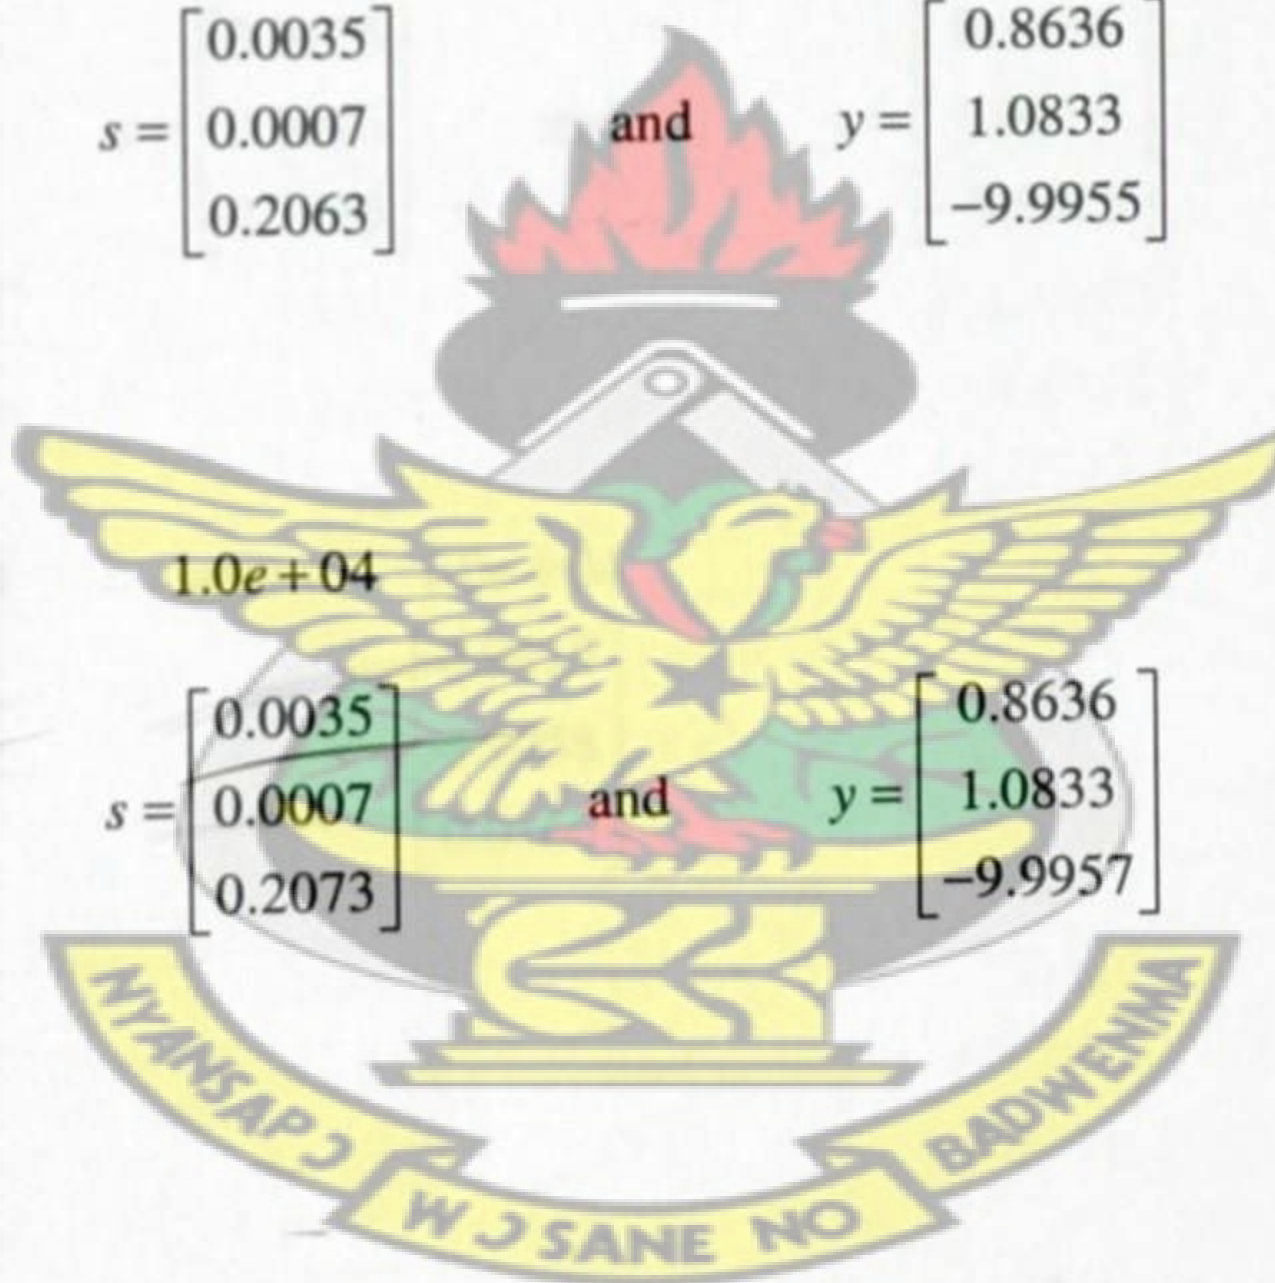 s = [0.0035 0.0007 0.2063] and y = [0.8636 1.0833 −9.9955]
1.0e + 04
s = [0.0035 0.0007 0.2073] and y = [0.8636 1.0833 −9.9957]
NYANSAPƆ
WƆSANE NO
BADWENMA